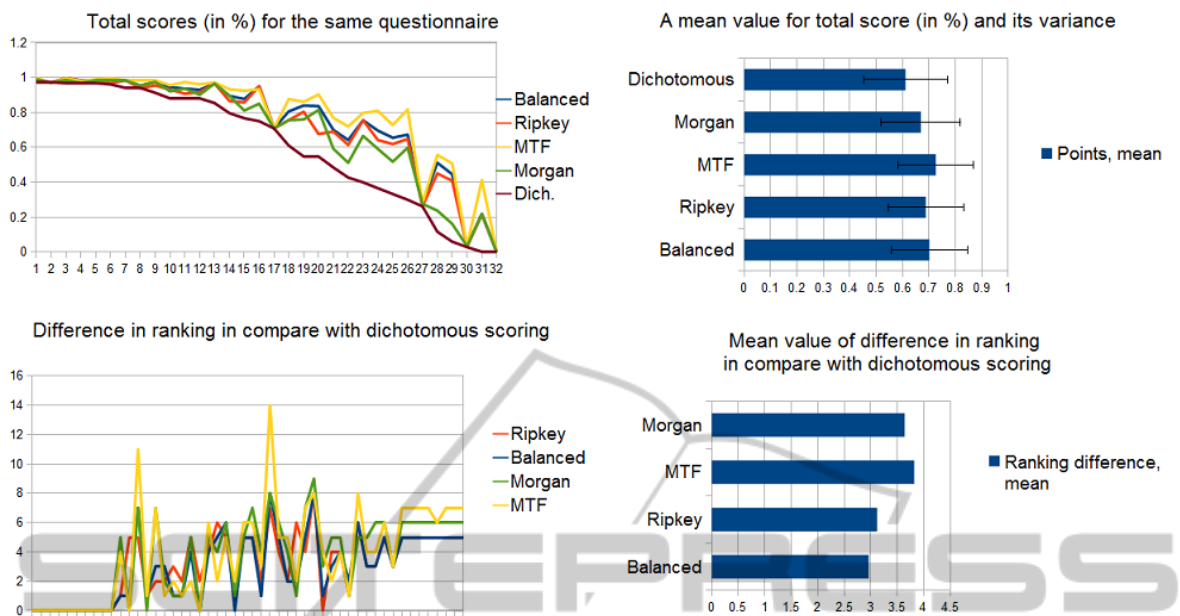 Total scores (in %) for the same questionnaire
1.2
1
0.8
0.6
0.4
0.2
0
1 2 3 4 5 6 7 8 9 10 11 12 13 14 15 16 17 18 19 20 21 22 23 24 25 26 27 28 29 30 31 32
Balanced
Ripkey
MTF
Morgan
Dich.
A mean value for total score (in %) and its variance
Dichotomous
Morgan
MTF
Ripkey
Balanced
0 0.1 0.2 0.3 0.4 0.5 0.6 0.7 0.8 0.9 1
Points, mean
Difference in ranking in compare with dichotomous scoring
16
14
12
10
8
6
4
2
0
Ripkey
Balanced
Morgan
MTF
Mean value of difference in ranking
in compare with dichotomous scoring
Morgan
MTF
Ripkey
Balanced
0 0.5 1 1.5 2 2.5 3 3.5 4 4.5
Ranking difference,
mean
SCITEPRESS